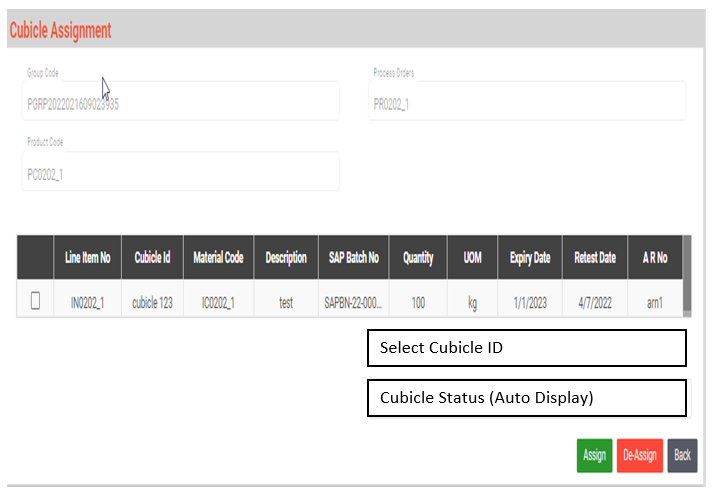 Cubicle Assignment
Group Code
Process Orders
PGRP2022021609023935
PR0202_1
Product Code
PC0202_1
Line Item No Cubicle Id Material Code Description SAP Batch No Quantity UOM Expiry Date Retest Date A R No
IN0202_1 cubicle 123 IC0202_1 test SAPBN-22-000... 100 kg 1/1/2023 4/7/2022 arn1
Select Cubicle ID
Cubicle Status (Auto Display)
Assign De-Assign Back